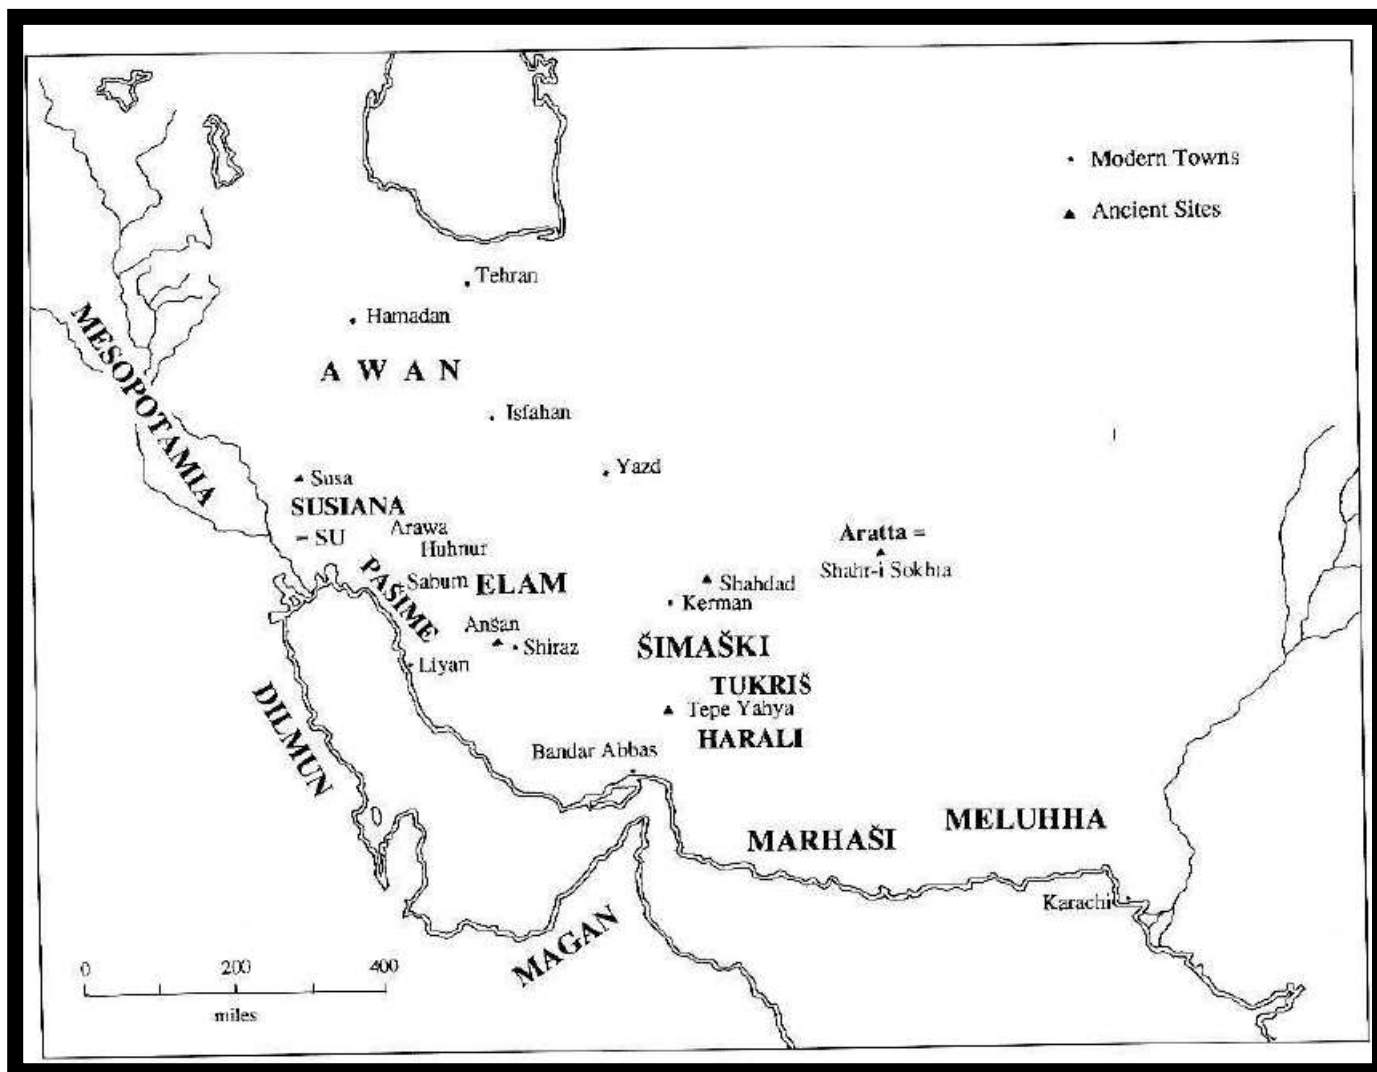 Modern Towns
Ancient Sites
Tehran
Hamadan
MESOPOTAMIA
A W A N
Isfahan
Yazd
Susa
SUSIANA
= SU
Arawa
Huhnur
Aratta =
Shahr-i Sokhta
PAŠIME
Sabum
ELAM
Shahdad
Kerman
Anšan
Shiraz
ŠIMAŠKI
Liyan
TUKRIŠ
DILMUN
Tepe Yahya
HARALI
Bandar Abbas
MARHAŠI
MELUHHA
Karachi
MAGAN
0 200 400
miles